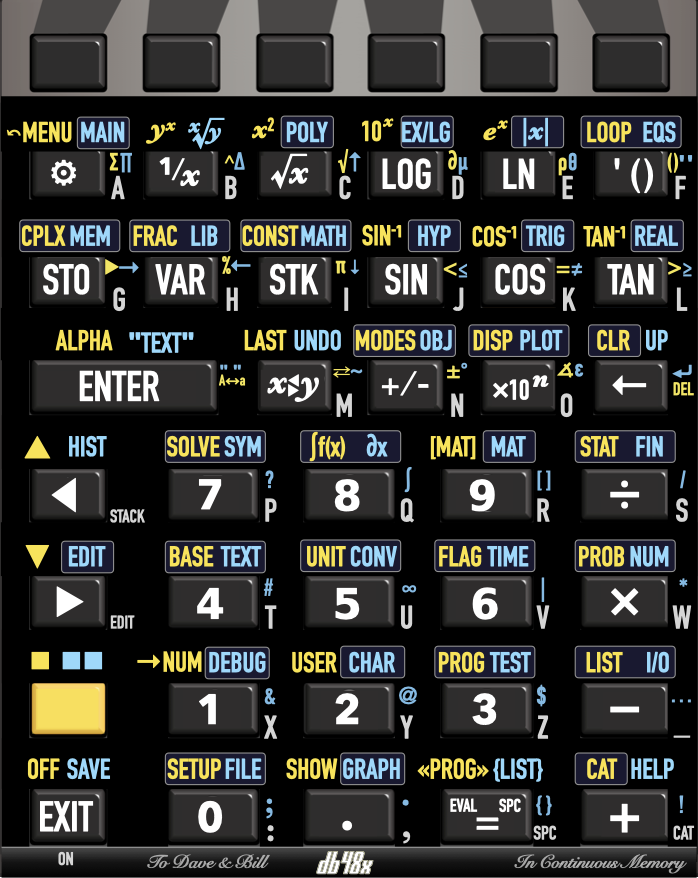 ↶MENU MAIN yˣ ˣ√y x² POLY 10ˣ EX/LG eˣ |x| LOOP EQS
⚙ Σ∏ A ¹/x ^Δ B √x √↑ C LOG ∂μ D LN ρθ E ' () ()'' F
CPLX MEM FRAC LIB CONST MATH SIN⁻¹ HYP COS⁻¹ TRIG TAN⁻¹ REAL
STO ▶→ G VAR %← H STK π↓ I SIN <≤ J COS =≠ K TAN >≥ L
ALPHA "TEXT" LAST UNDO MODES OBJ DISP PLOT CLR UP
ENTER " " A↔a x▸◂y ⇄~ M +/- ±° N ×10ⁿ ∡ε O ← ↵ DEL
▲ HIST SOLVE SYM ∫f(x) ∂x [MAT] MAT STAT FIN
◀ STACK 7 ? P 8 ∫ Q 9 [] R ÷ / S
▼ EDIT BASE TEXT UNIT CONV FLAG TIME PROB NUM
▶ EDIT 4 # T 5 ∞ U 6 | V × * W
→NUM DEBUG USER CHAR PROG TEST LIST I/O
1 & X 2 @ Y 3 $ Z − ... _
OFF SAVE SETUP FILE SHOW GRAPH «PROG» {LIST} CAT HELP
EXIT 0 ; : . · , EVAL SPC = {} SPC + ! CAT
ON To Dave & Bill db48x In Continuous Memory